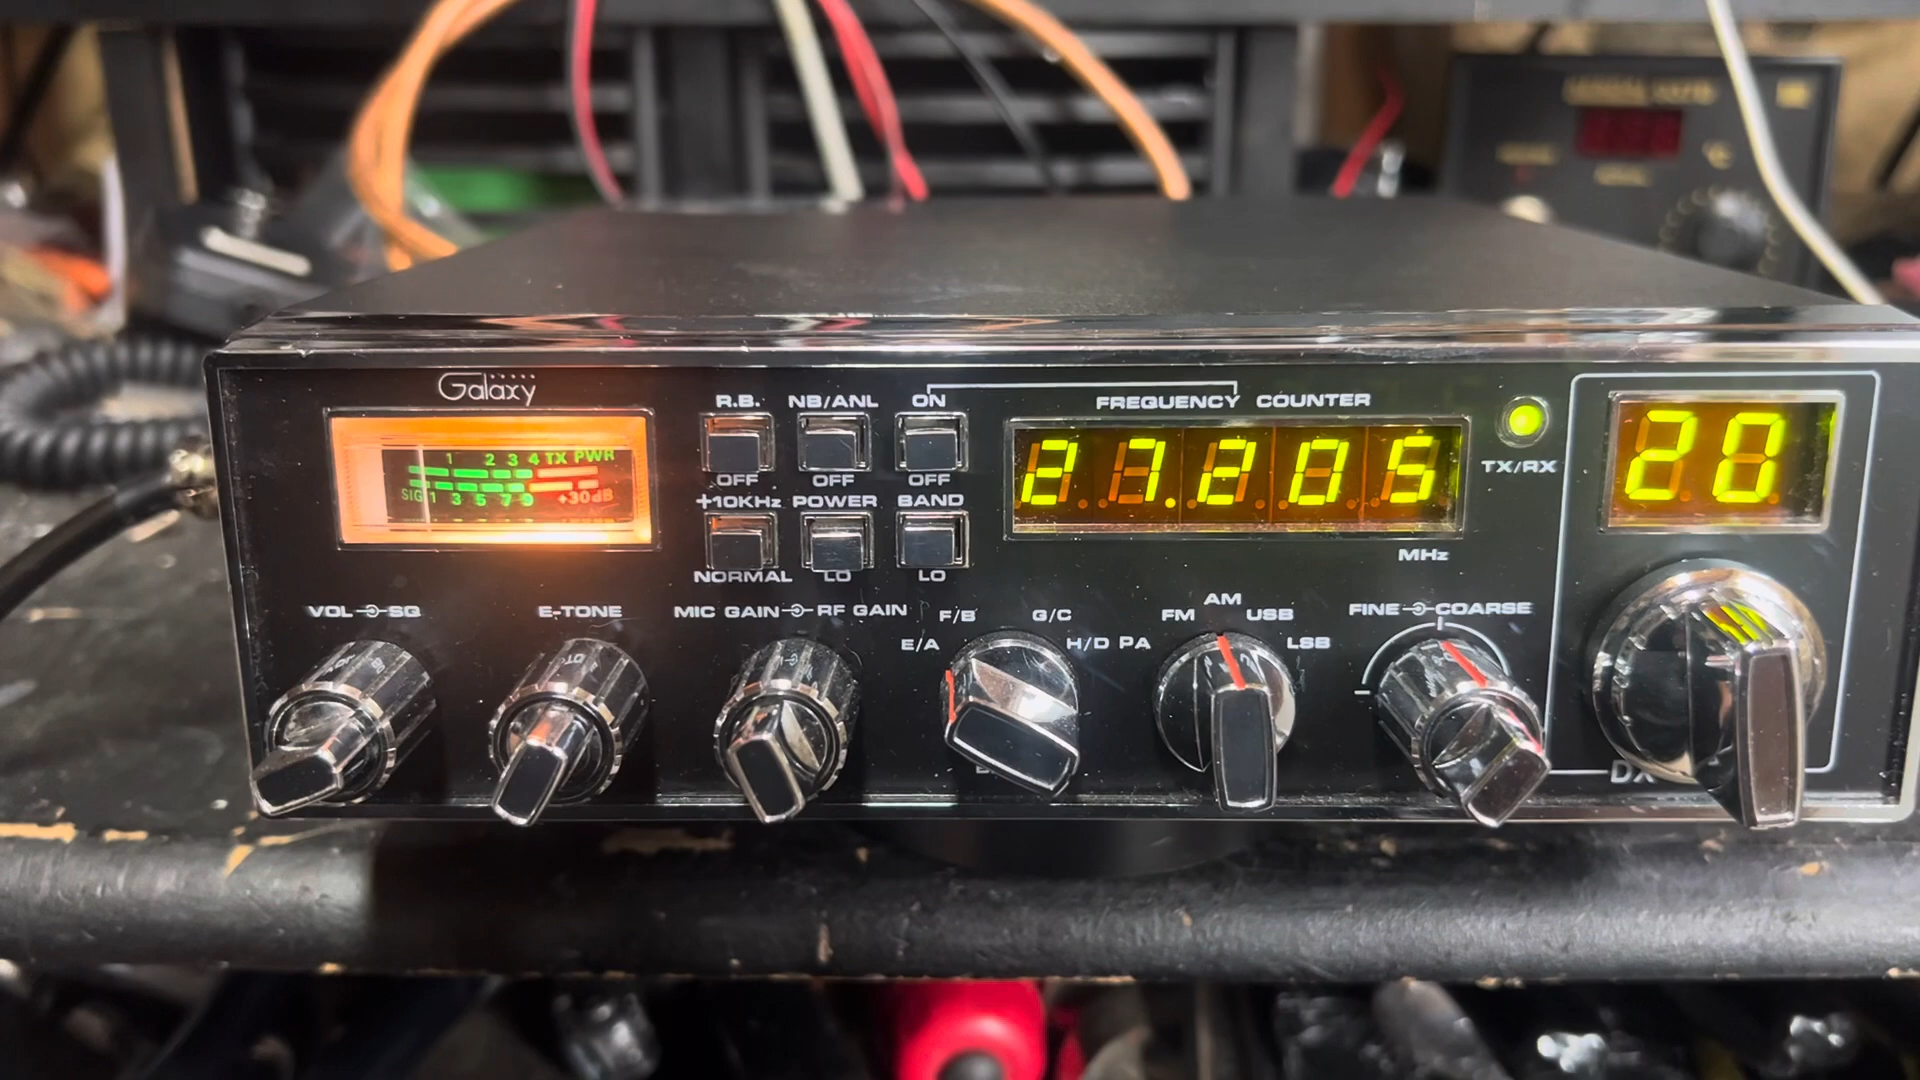 Galaxy
R.B.
NB/ANL
ON
FREQUENCY COUNTER
OFF
OFF
OFF
+10KHz
POWER
BAND
NORMAL
LO
LO
1 2 3 4 TX PWR
SIG 1 3 5 7 9 +30dB
27.205
MHz
TX/RX
20
VOL SQ
E-TONE
MIC GAIN RF GAIN
E/A
F/B
G/C
H/D
PA
FM
AM
USB
LSB
FINE COARSE
DX